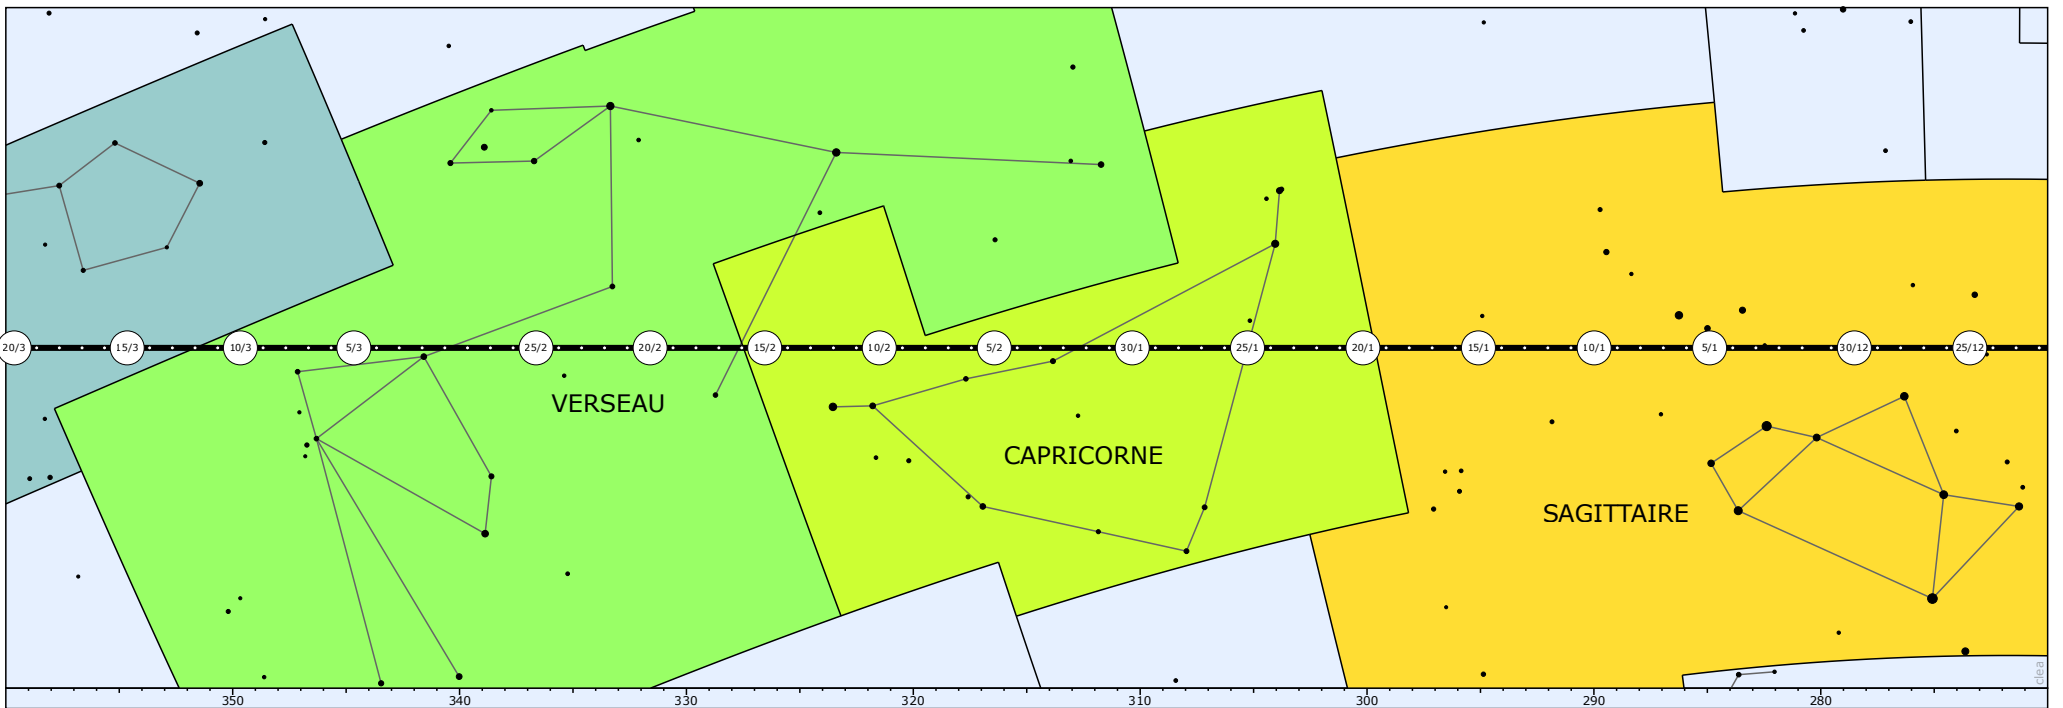 20/3 15/3 10/3 5/3 25/2 20/2 15/2 10/2 5/2 30/1 25/1 20/1 15/1 10/1 5/1 30/12 25/12
VERSEAU
CAPRICORNE
SAGITTAIRE
clea
350 340 330 320 310 300 290 280